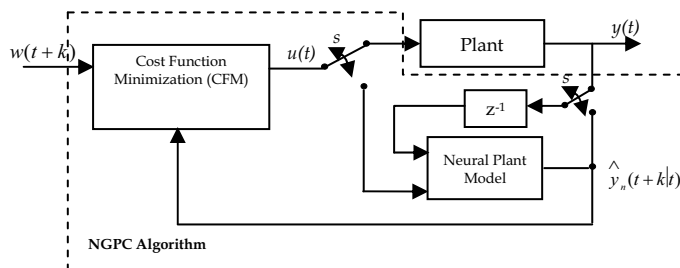 w(t+k)
Cost Function
Minimization (CFM)
u(t)
s
Plant
y(t)
s
z⁻¹
Neural Plant
Model
ŷₙ(t+k|t)
NGPC Algorithm